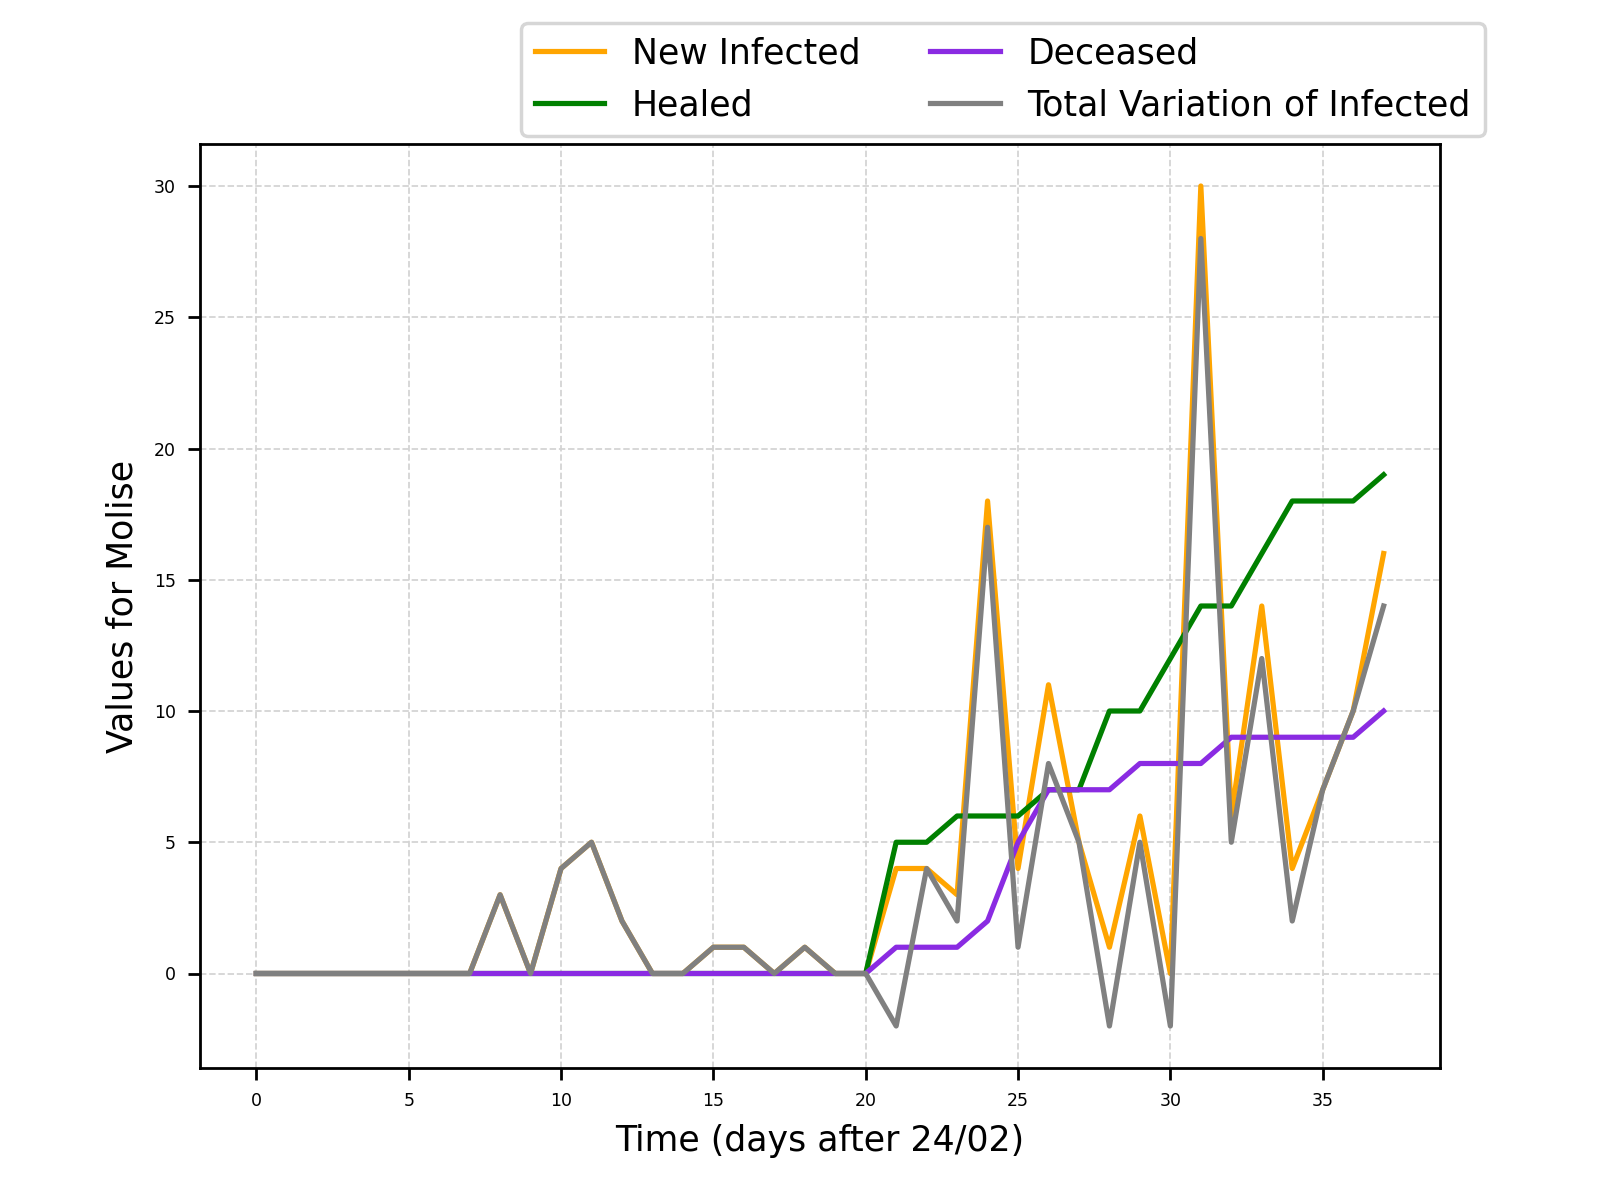 New Infected
Healed
Deceased
Total Variation of Infected
30
25
20
15
10
5
0
Values for Molise
0 5 10 15 20 25 30 35
Time (days after 24/02)